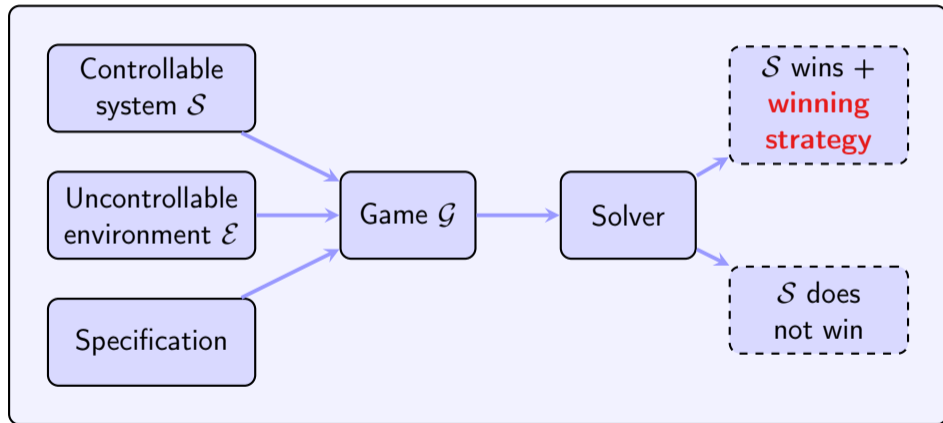 Controllable
system 𝒮
Uncontrollable
environment ℰ
Specification
Game 𝒢
Solver
𝒮 wins +
winning
strategy
𝒮 does
not win